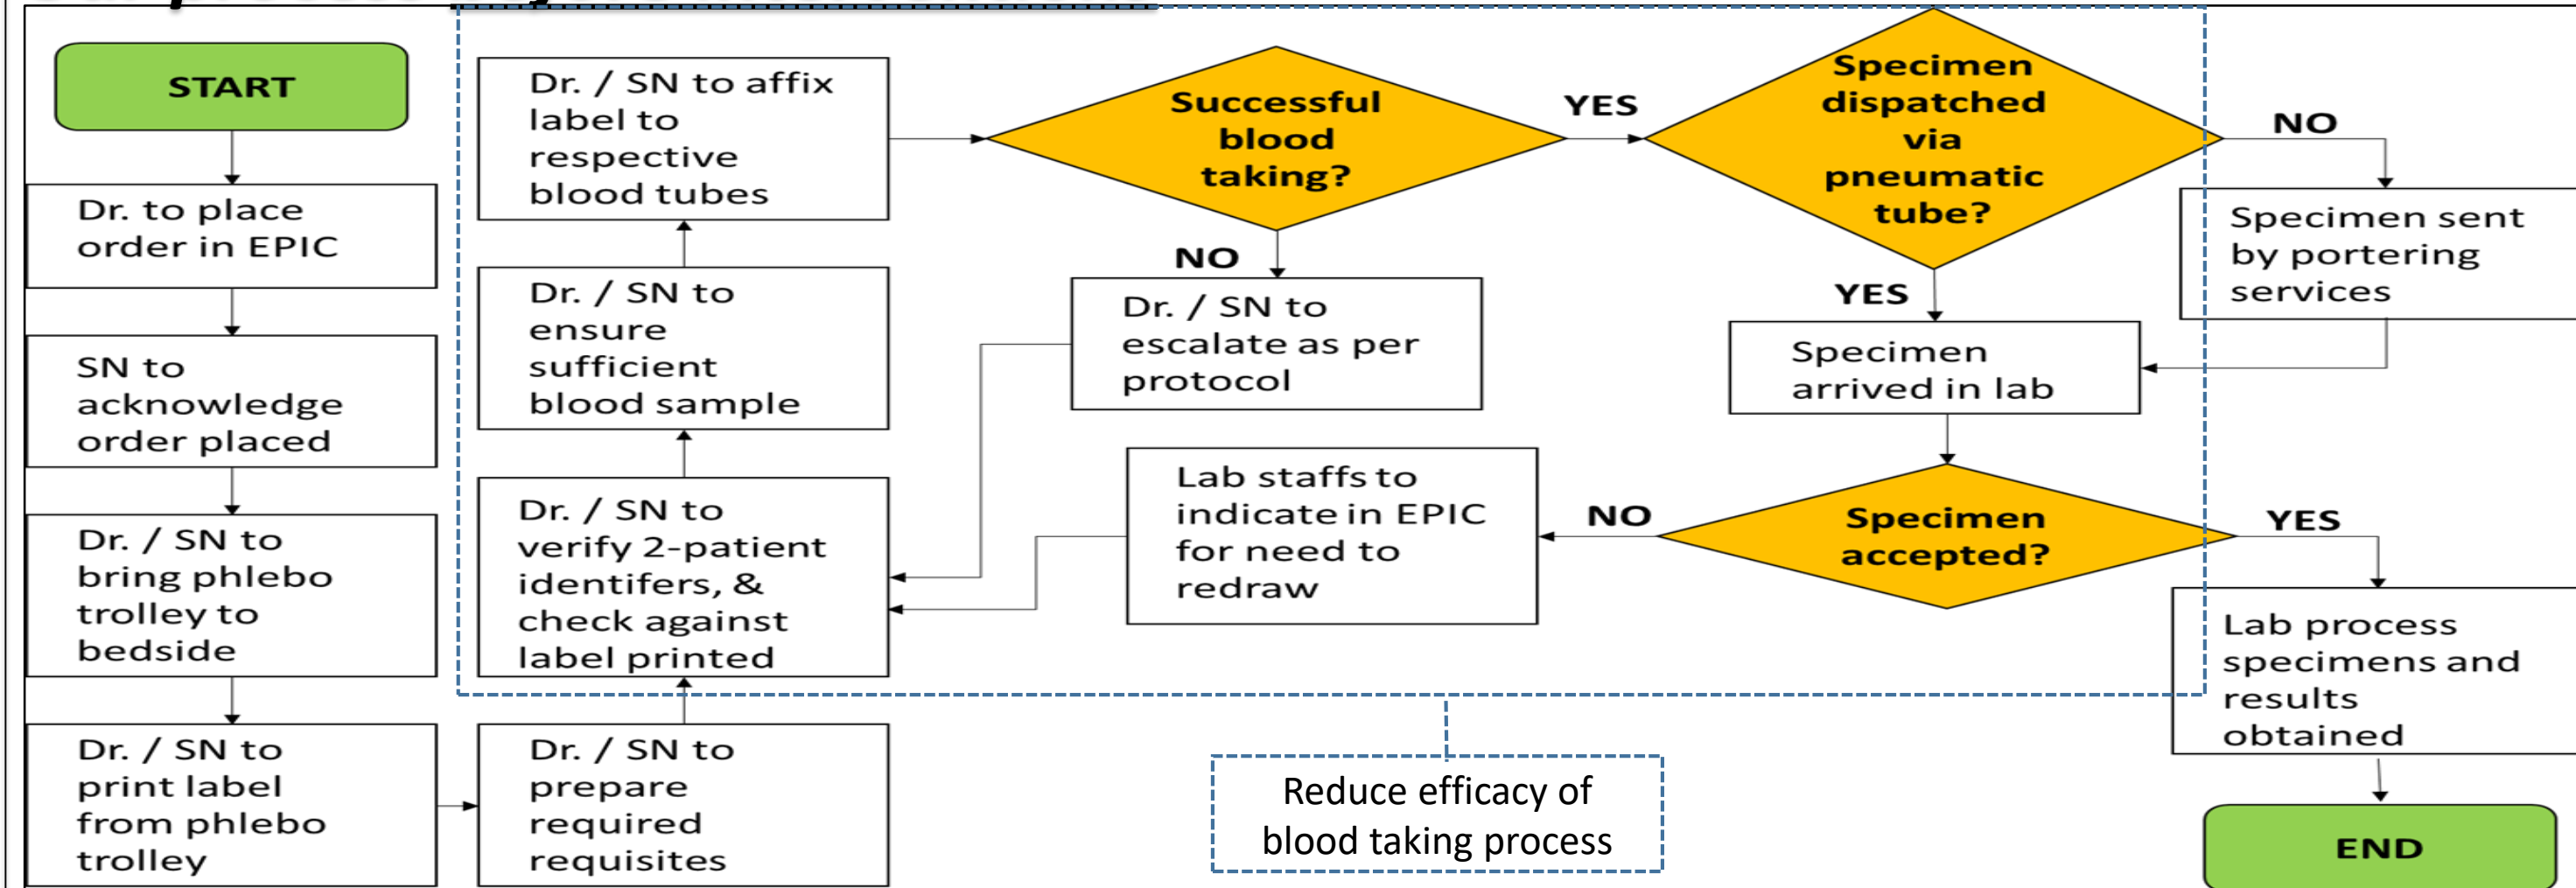 START
Dr. to place
order in EPIC
SN to
acknowledge
order placed
Dr. / SN to
bring phlebo
trolley to
bedside
Dr. / SN to
print label
from phlebo
trolley
Dr. / SN to
prepare
required
requisites
Dr. / SN to
verify 2-patient
identifers, &
check against
label printed
Dr. / SN to
ensure
sufficient
blood sample
Dr. / SN to affix
label to
respective
blood tubes
Successful
blood
taking?
NO
Dr. / SN to
escalate as per
protocol
YES
Specimen
dispatched
via
pneumatic
tube?
NO
Specimen sent
by portering
services
YES
Specimen
arrived in lab
Specimen
accepted?
NO
Lab staffs to
indicate in EPIC
for need to
redraw
YES
Lab process
specimens and
results
obtained
END
Reduce efficacy of
blood taking process